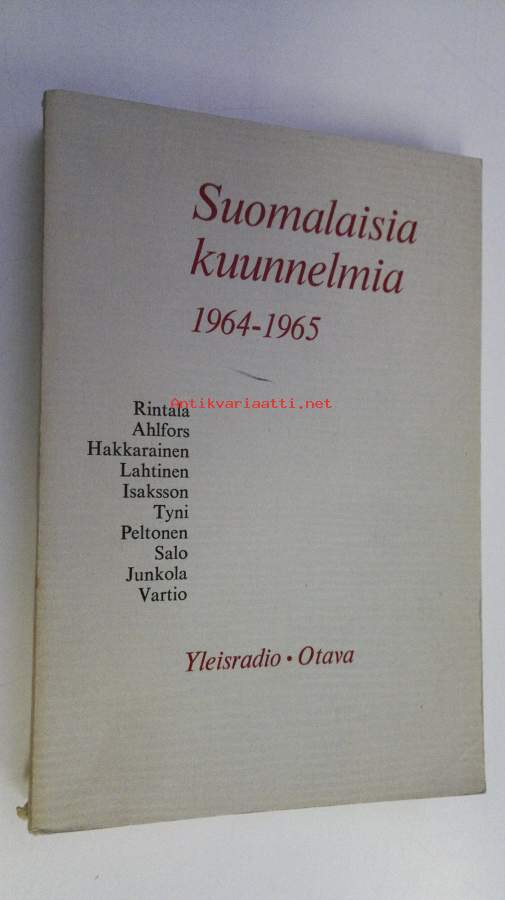 Suomalaisia
kuunnelmia
1964-1965
Antikvariaatti.net
Rintala
Ahlfors
Hakkarainen
Lahtinen
Isaksson
Tyni
Peltonen
Salo
Junkola
Vartio
Yleisradio • Otava